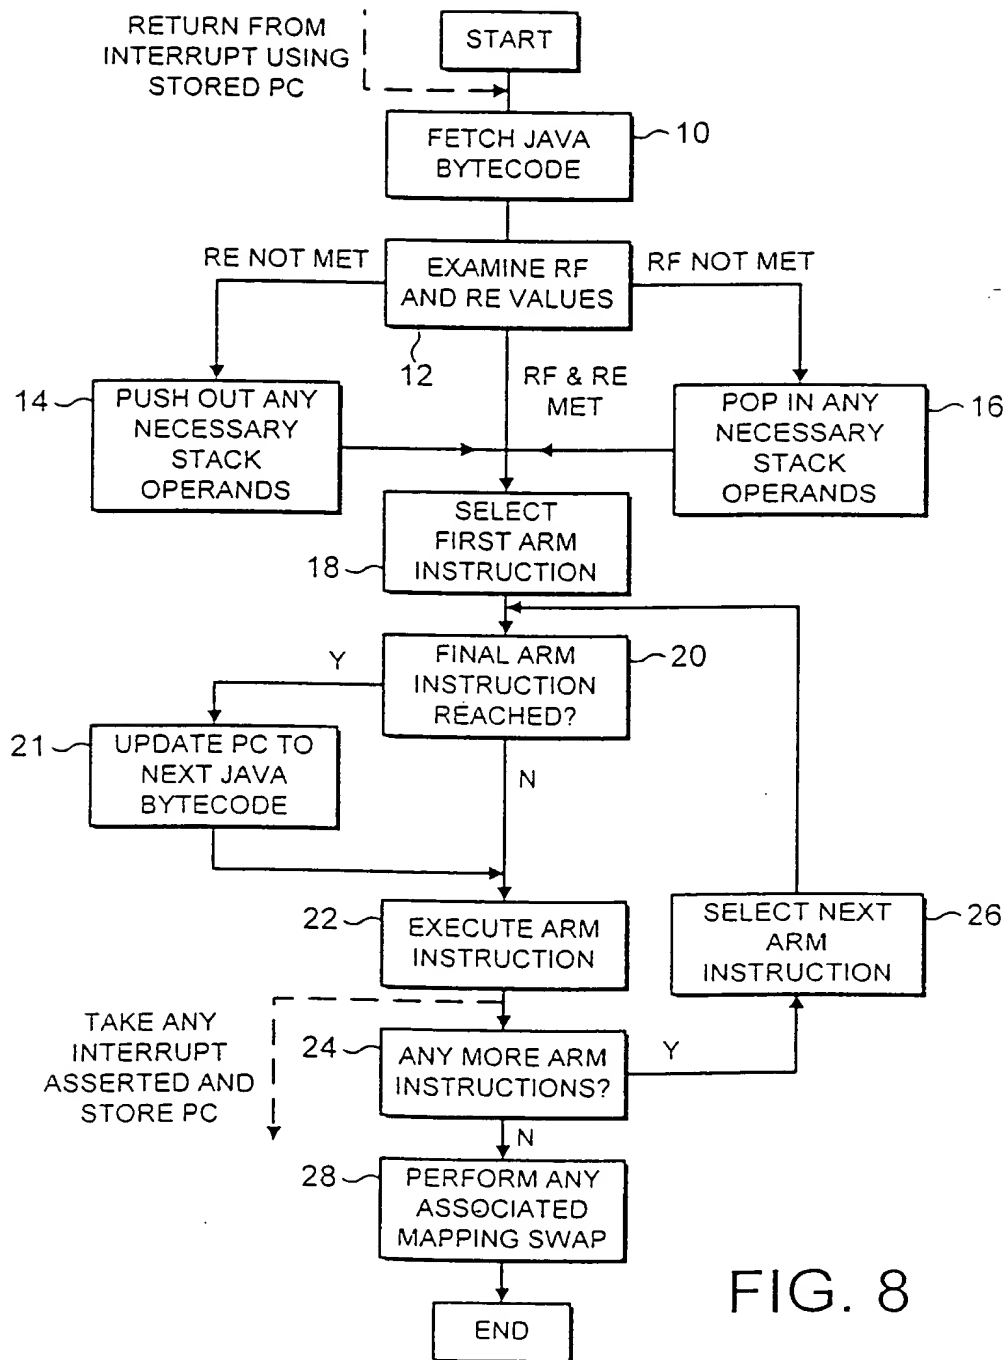 RETURN FROM
INTERRUPT USING
STORED PC
START
FETCH JAVA
BYTECODE
10
RE NOT MET
EXAMINE RF
AND RE VALUES
RF NOT MET
12
RF & RE
MET
14
PUSH OUT ANY
NECESSARY
STACK
OPERANDS
POP IN ANY
NECESSARY
STACK
OPERANDS
16
SELECT
FIRST ARM
INSTRUCTION
18
Y
FINAL ARM
INSTRUCTION
REACHED?
20
21
UPDATE PC TO
NEXT JAVA
BYTECODE
N
22
EXECUTE ARM
INSTRUCTION
SELECT NEXT
ARM
INSTRUCTION
26
TAKE ANY
INTERRUPT
ASSERTED AND
STORE PC
24
ANY MORE ARM
INSTRUCTIONS?
Y
N
28
PERFORM ANY
ASSOCIATED
MAPPING SWAP
END
FIG. 8